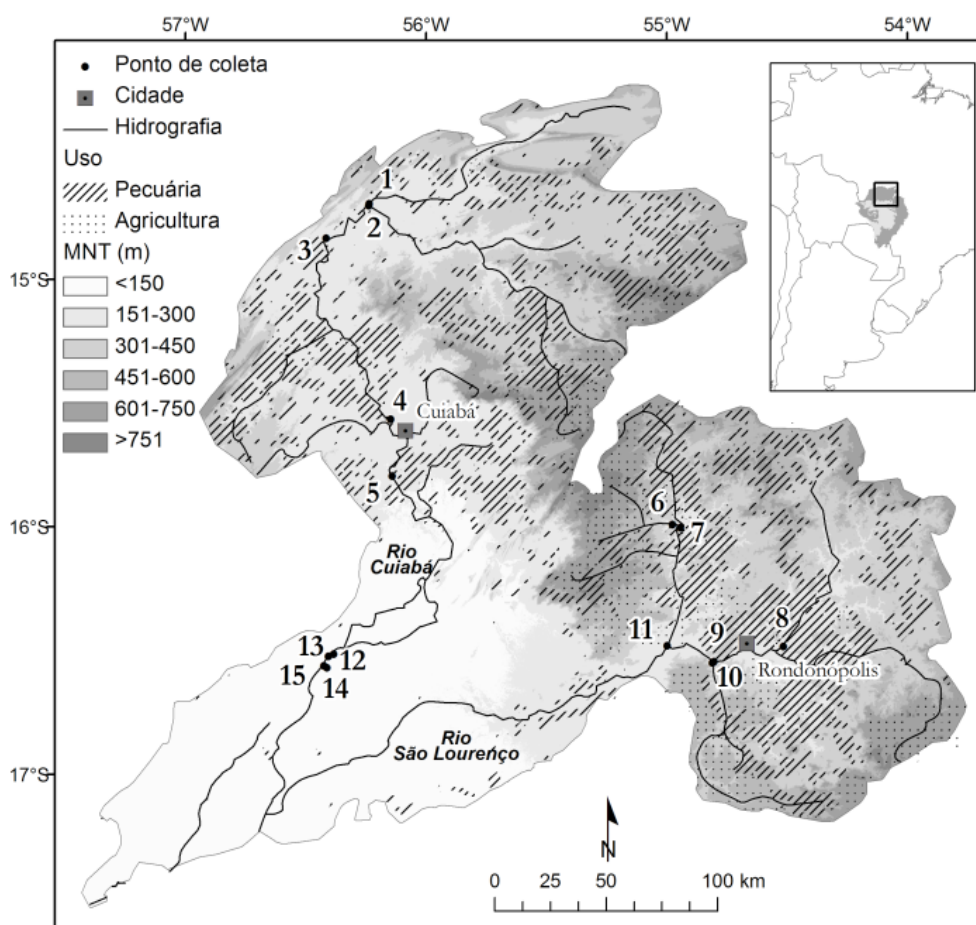 57°W
56°W
55°W
54°W
Ponto de coleta
Cidade
Hidrografia
Uso
Pecuária
Agricultura
MNT (m)
<150
151-300
301-450
451-600
601-750
>751
15°S
16°S
17°S
1
2
3
4
Cuiabá
5
6
7
Rio
Cuiabá
11
9
8
10
Rondonópolis
13
12
15
14
Rio
São Lourenço
N
0 25 50 100 km